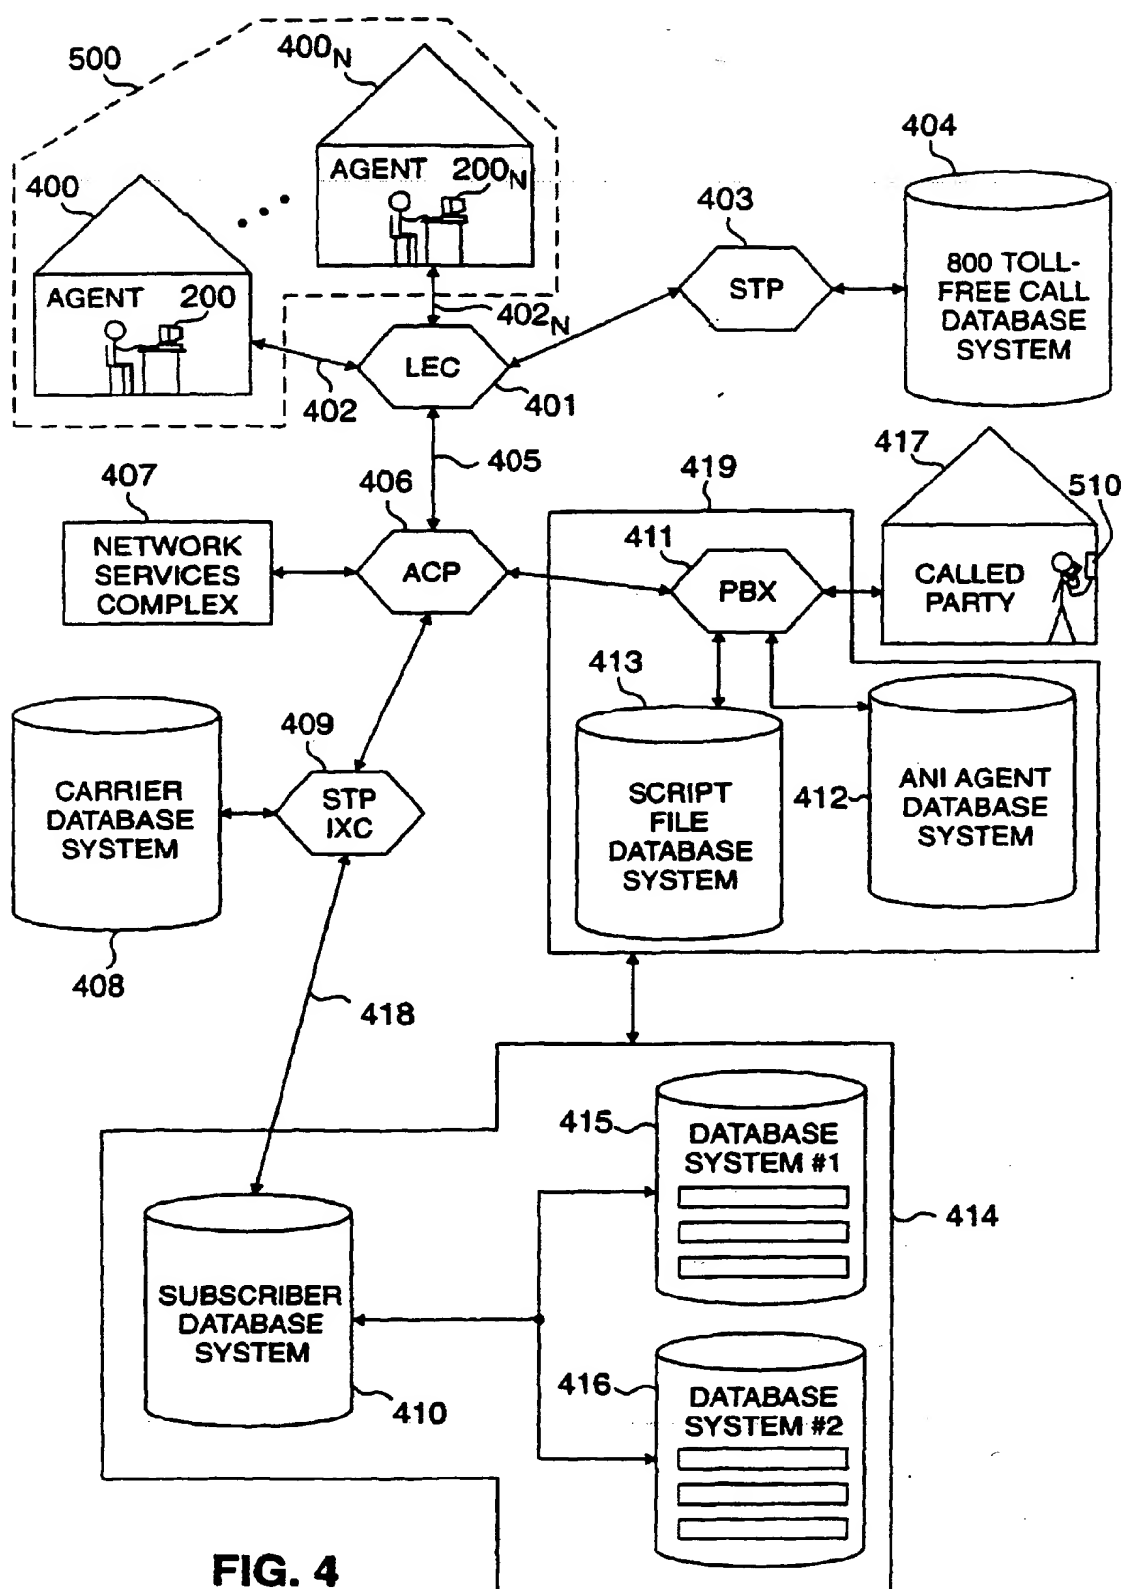 500
400N
AGENT 200N
400
AGENT 200
402N
402
LEC
401
403
STP
404
800 TOLL-
FREE CALL
DATABASE
SYSTEM
405
407
NETWORK
SERVICES
COMPLEX
406
ACP
419
411
PBX
417
510
CALLED
PARTY
413
SCRIPT
FILE
DATABASE
SYSTEM
412
ANI AGENT
DATABASE
SYSTEM
409
STP
IXC
CARRIER
DATABASE
SYSTEM
408
418
415
DATABASE
SYSTEM #1
414
SUBSCRIBER
DATABASE
SYSTEM
410
416
DATABASE
SYSTEM #2
FIG. 4